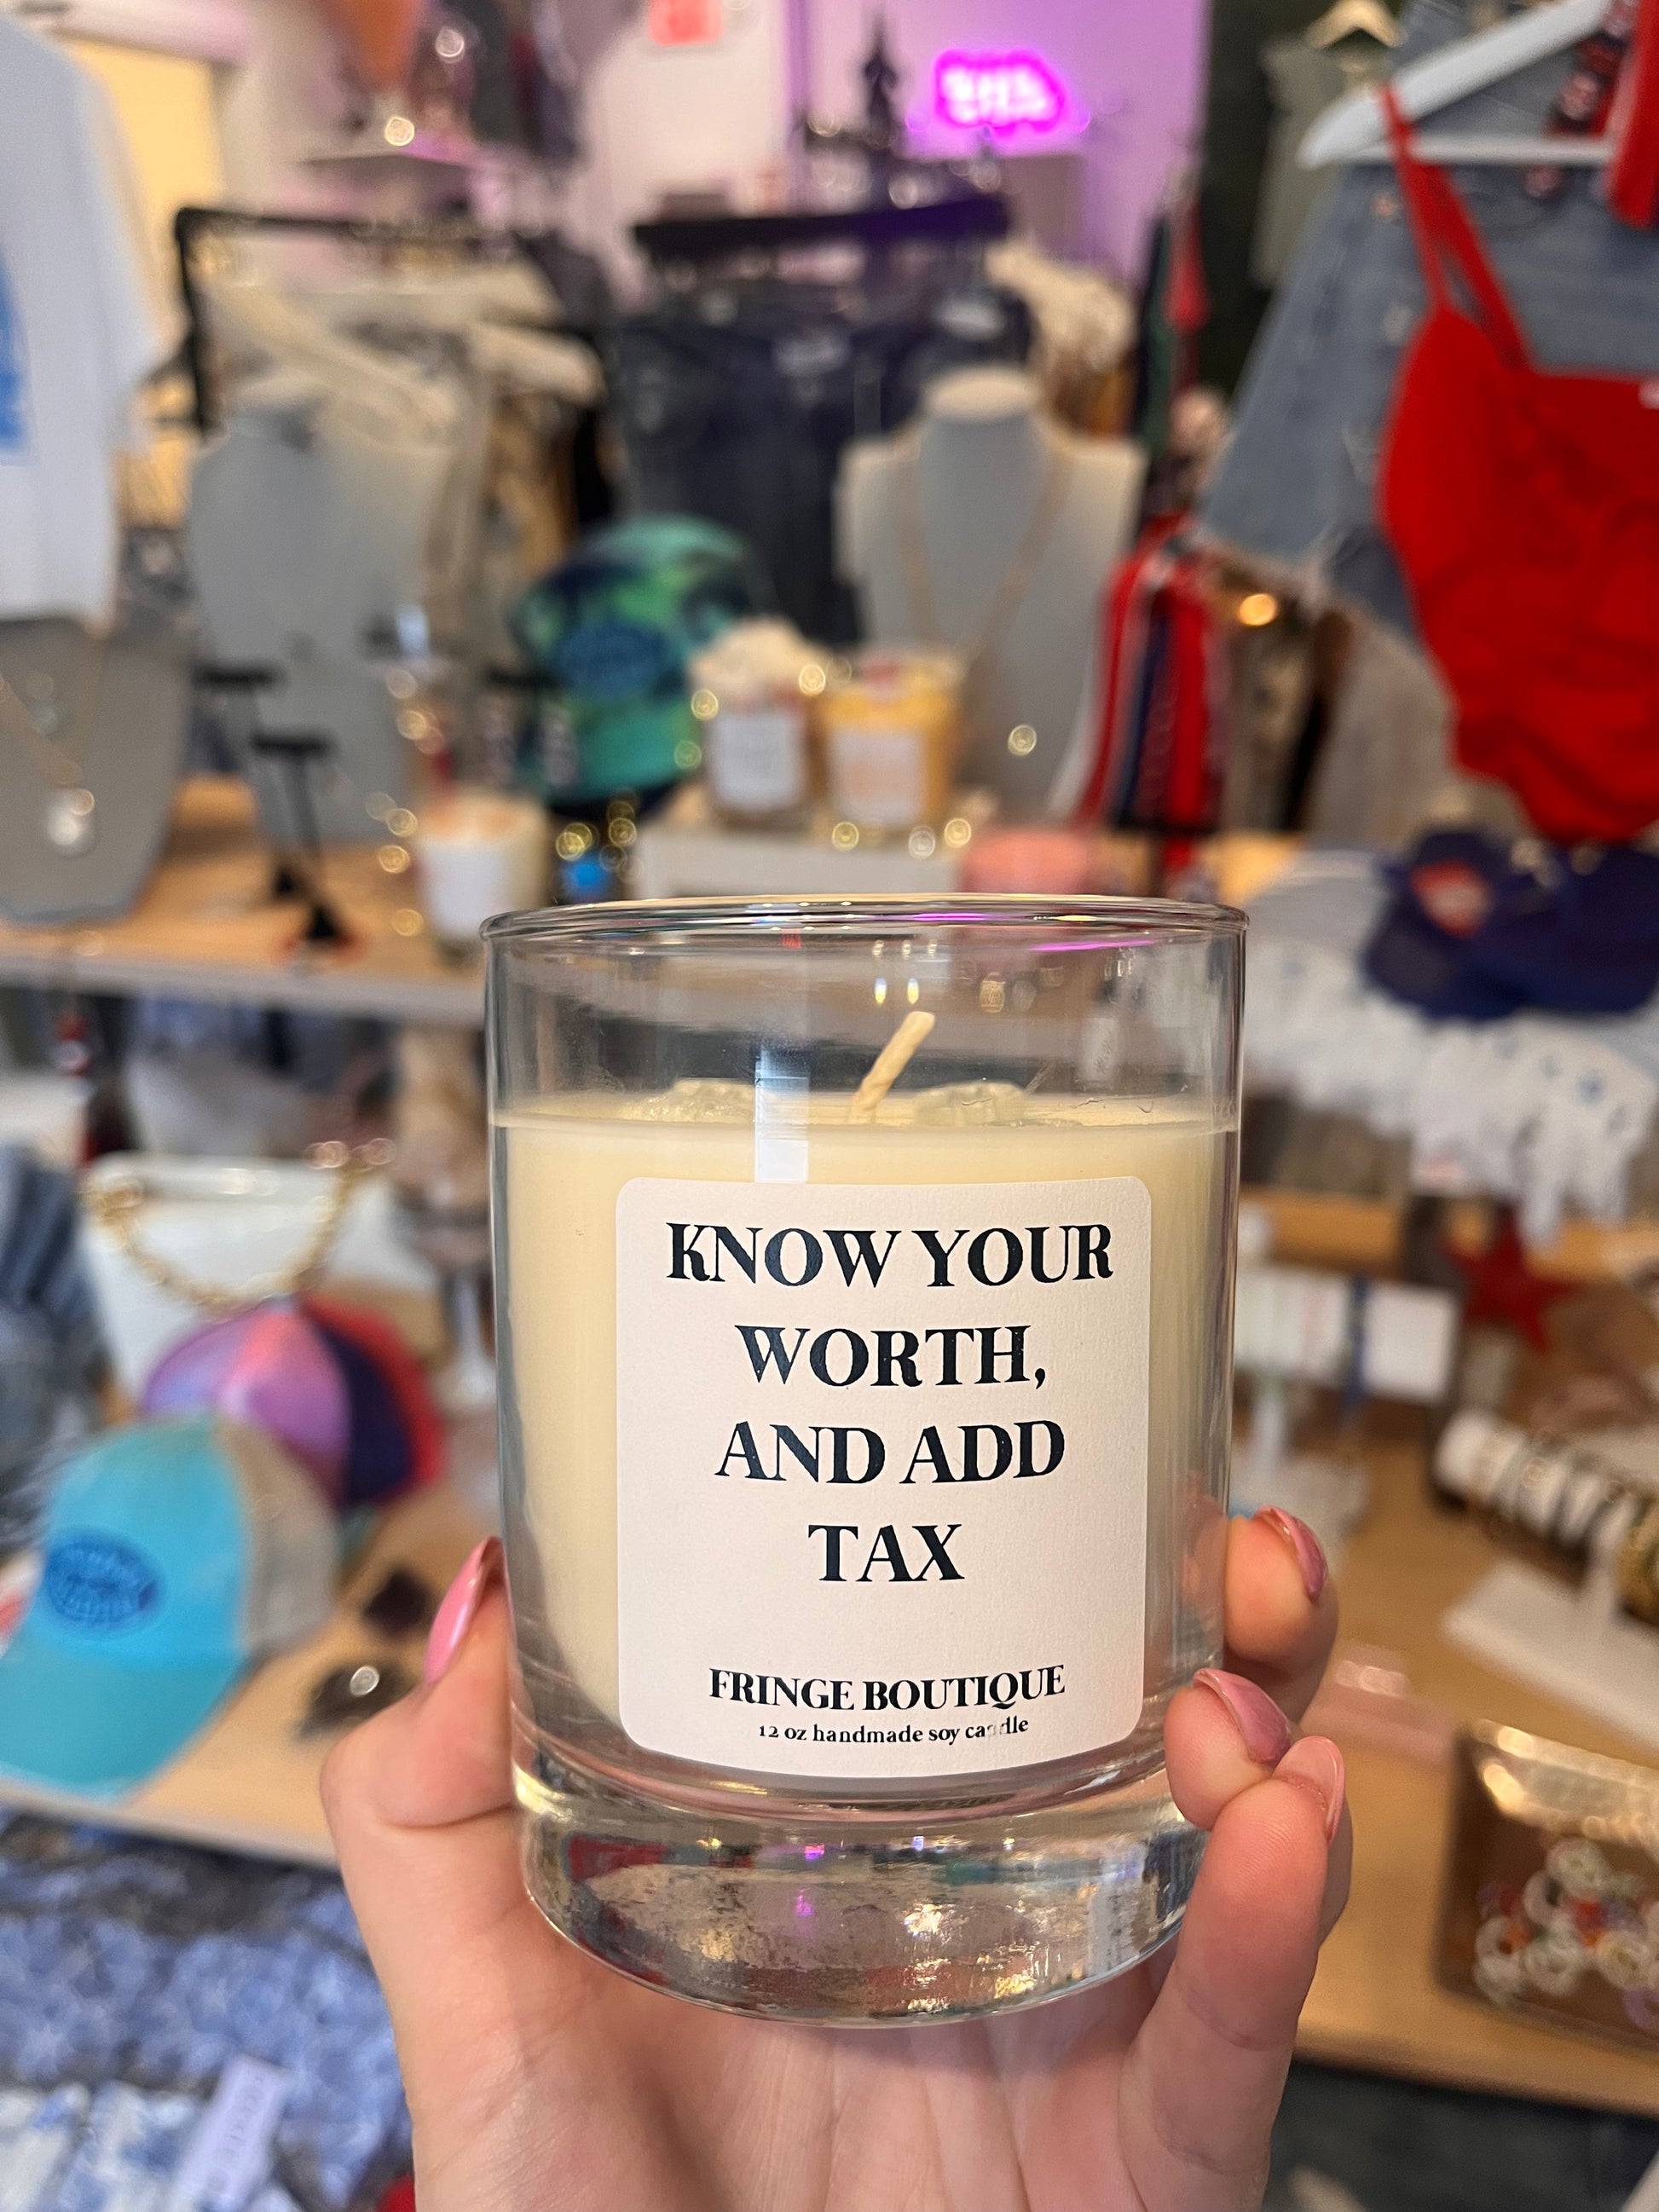 KNOW YOUR
WORTH,
AND ADD
TAX
FRINGE BOUTIQUE
12 oz handmade soy candle